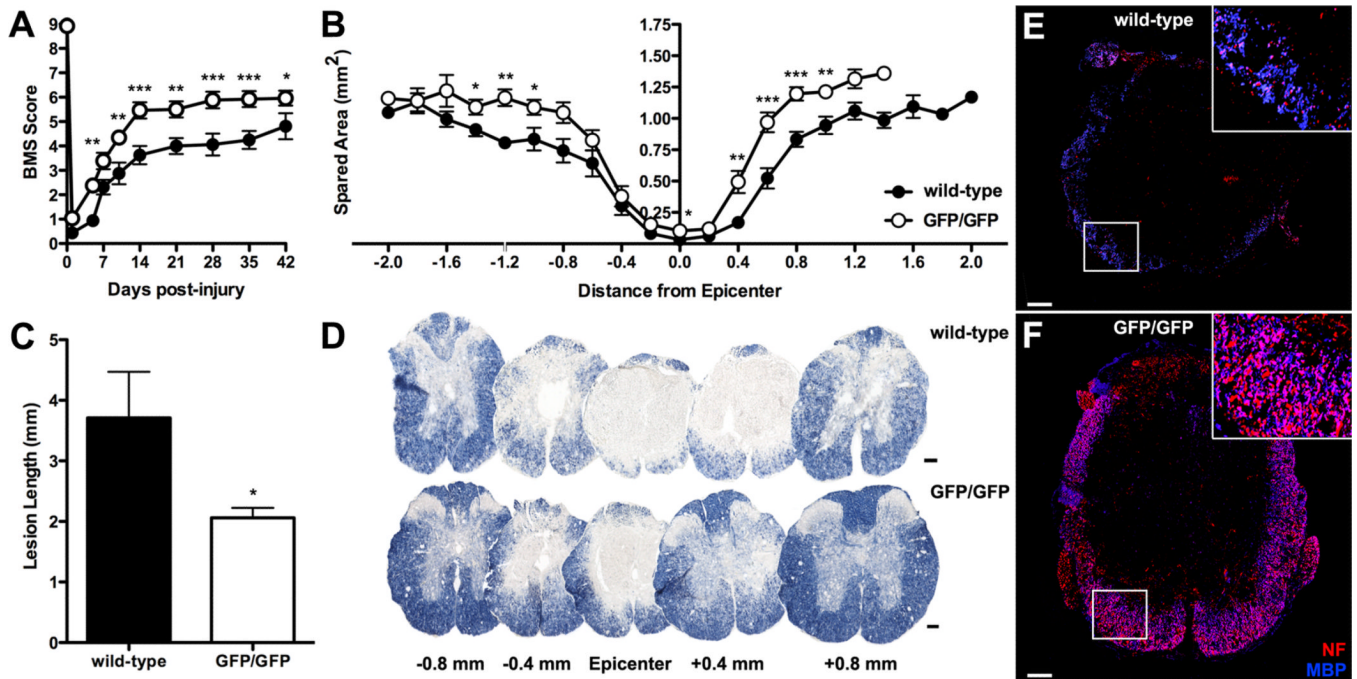 A
BMS Score
9
8
7
6
5
4
3
2
1
0
** ** *** ** *** *** *
0 7 14 21 28 35 42
Days post-injury
B
Spared Area (mm2)
1.75
1.50
1.25
1.00
0.75
0.50
0.25
* ** * * ** *** *** **
wild-type
GFP/GFP
-2.0 -1.6 -1.2 -0.8 -0.4 0.0 0.4 0.8 1.2 1.6 2.0
Distance from Epicenter
C
Lesion Length (mm)
5
4
3
2
1
0
*
wild-type GFP/GFP
D
wild-type
GFP/GFP
-0.8 mm -0.4 mm Epicenter +0.4 mm +0.8 mm
E
wild-type
F
GFP/GFP
NF
MBP